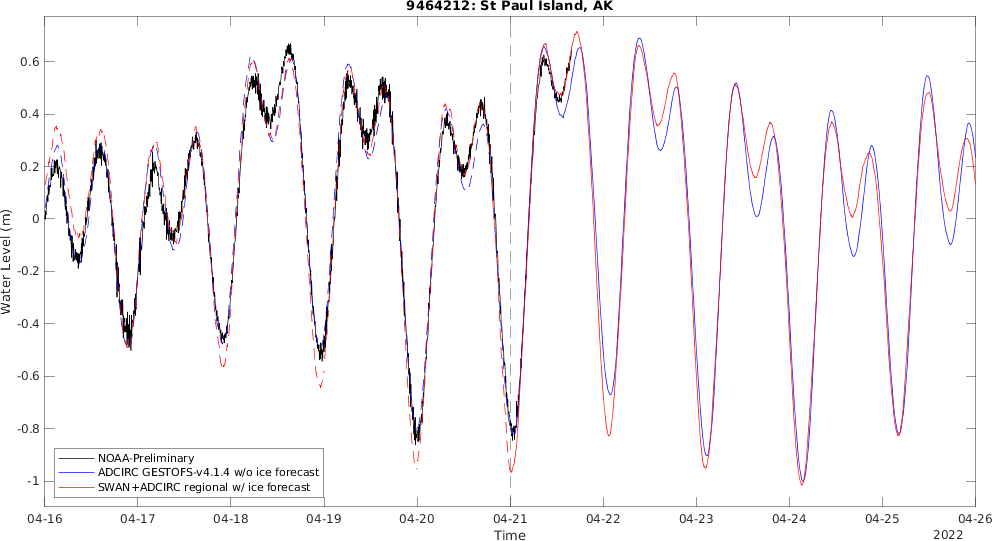 9464212: St Paul Island, AK
Water Level (m)
0.6
0.4
0.2
0
-0.2
-0.4
-0.6
-0.8
-1
NOAA-Preliminary
ADCIRC GESTOFS-v4.1.4 w/o ice forecast
SWAN+ADCIRC regional w/ ice forecast
04-16 04-17 04-18 04-19 04-20 04-21 04-22 04-23 04-24 04-25 04-26
Time
2022